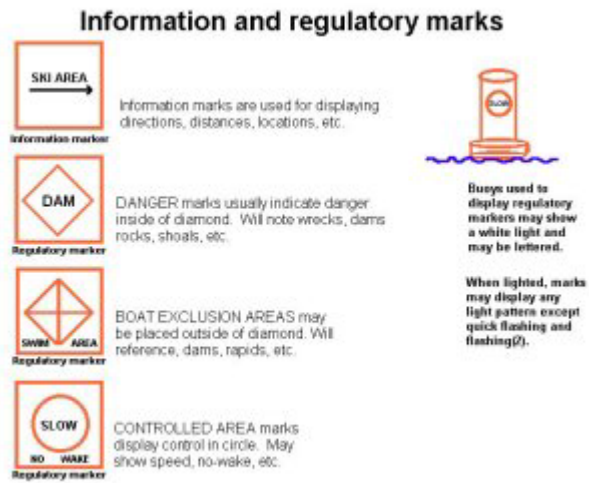 Information and regulatory marks
SKI AREA
Information marker
Information marks are used for displaying
directions, distances, locations, etc.
DAM
Regulatory marker
DANGER marks usually indicate danger
inside of diamond. Will note wrecks, dams
rocks, shoals, etc.
SWIM AREA
Regulatory marker
BOAT EXCLUSION AREAS may
be placed outside of diamond. Will
reference, dams, rapids, etc.
SLOW
NO WAKE
Regulatory marker
CONTROLLED AREA marks
display control in circle. May
show speed, no-wake, etc.
SLOW
Buoys used to
display regulatory
markers may show
a white light and
may be lettered.
When lighted, marks
may display any
light pattern except
quick flashing and
flashing(2).